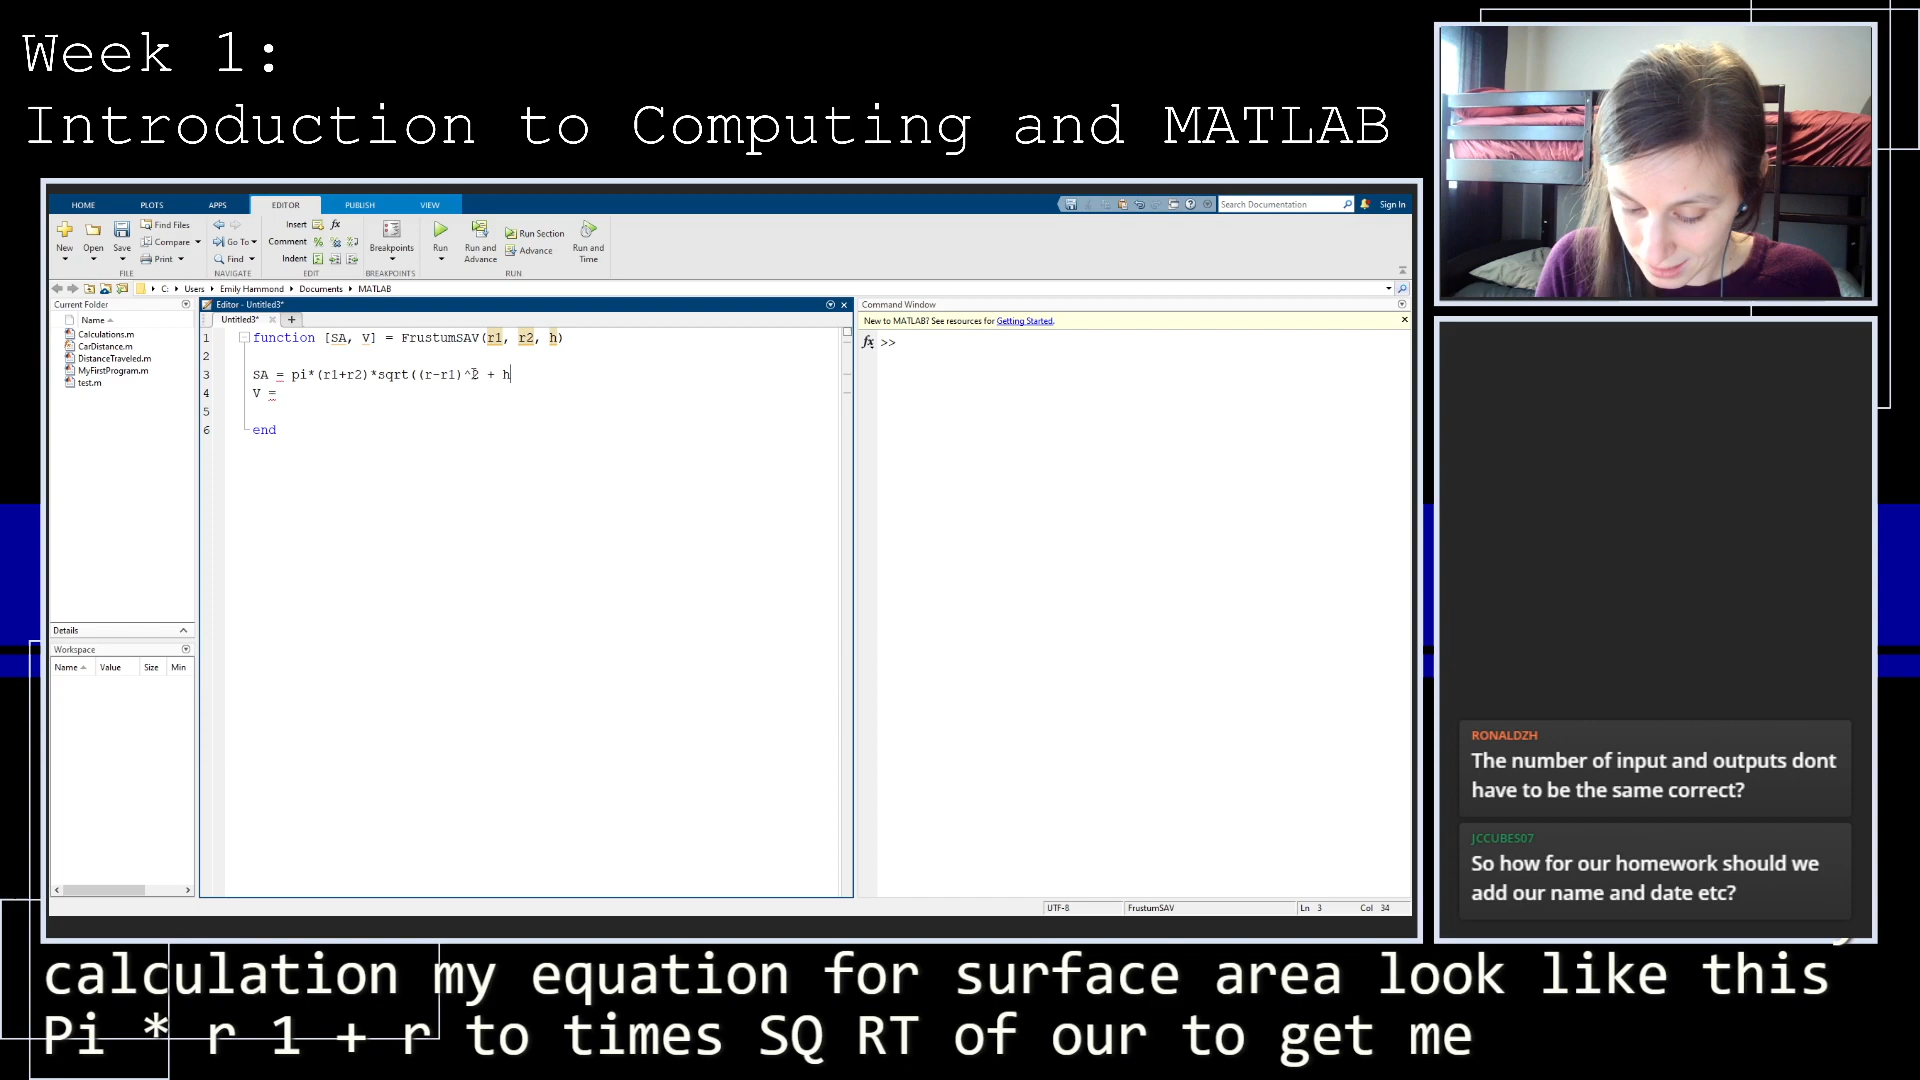 Week 1:
Introduction to Computing and MATLAB
HOME PLOTS APPS EDITOR PUBLISH VIEW
Search Documentation
Sign In
New Open Save
Find Files
Compare
Print
Go To
Find
Insert
Comment
Indent
Breakpoints
Run
Run and Advance
Run Section
Advance
Run and Time
FILE NAVIGATE EDIT BREAKPOINTS RUN
C: Users Emily Hammond Documents MATLAB
Current Folder
Name
Calculations.m
CarDistance.m
DistanceTraveled.m
MyFirstProgram.m
test.m
Details
Workspace
Name Value Size Min
Editor - Untitled3*
Untitled3* +
1 function [SA, V] = FrustumSAV(r1, r2, h)
2
3 SA = pi*(r1+r2)*sqrt((r-r1)^2 + h
4 V =
5
6 end
Command Window
New to MATLAB? See resources for Getting Started.
fx >>
UTF-8 FrustumSAV Ln 3 Col 34
RONALDZH
The number of input and outputs dont
have to be the same correct?
JCCUBES07
So how for our homework should we
add our name and date etc?
calculation my equation for surface area look like this
Pi * r 1 + r to times SQ RT of our to get me